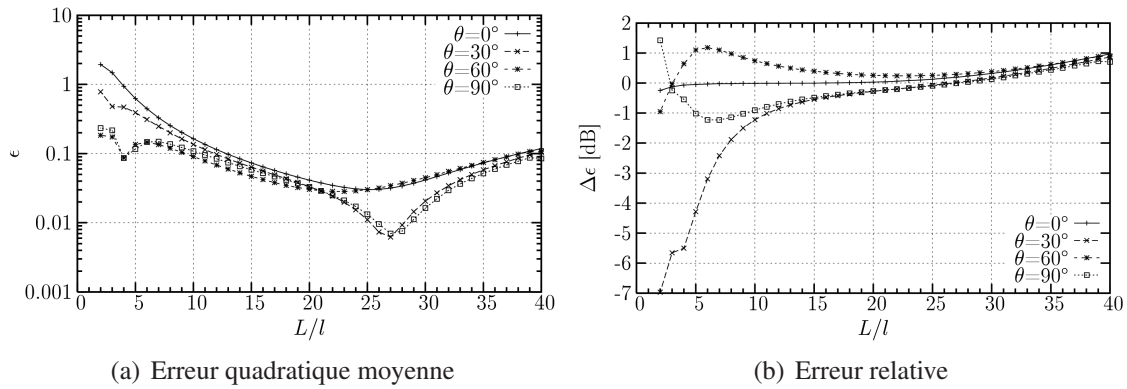 10
1
0.1
0.01
0.001
ϵ
0 5 10 15 20 25 30 35 40
L/l
θ=0°
θ=30°
θ=60°
θ=90°
(a) Erreur quadratique moyenne
2
1
0
-1
-2
-3
-4
-5
-6
-7
Δϵ [dB]
0 5 10 15 20 25 30 35 40
L/l
θ=0°
θ=30°
θ=60°
θ=90°
(b) Erreur relative